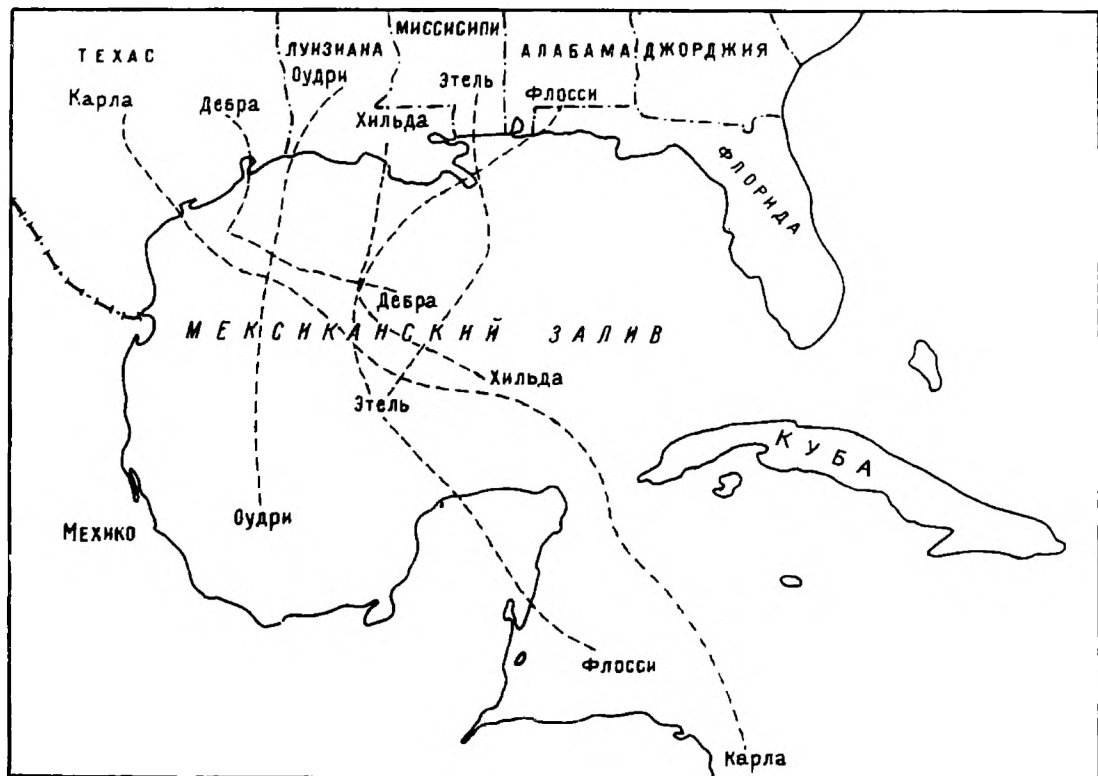 МИССИСИПИ
ТЕХАС
ЛУИЗИАНА
АЛАБАМА
ДЖОРДЖИЯ
Оудри
Этель
Флосси
Карла
Дебра
Хильда
ФЛОРИДА
Дебра
МЕКСИКАНСКИЙ ЗАЛИВ
Хильда
Этель
КУБА
Оудри
МЕХИКО
Флосси
Карла